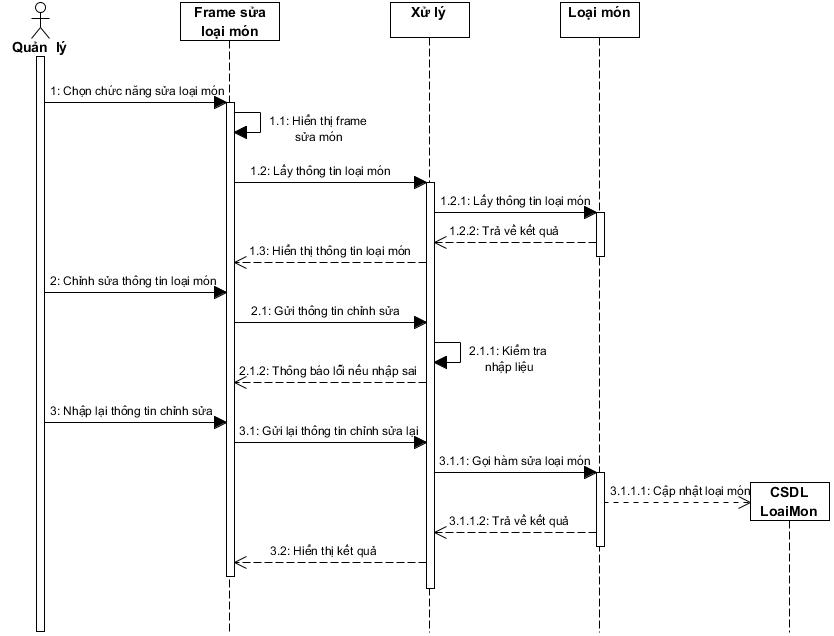 Frame sửa
loại món
Xử lý
Loại món
Quản lý
1: Chọn chức năng sửa loại món
1.1: Hiển thị frame
sửa món
1.2: Lấy thông tin loại món
1.2.1: Lấy thông tin loại món
1.2.2: Trả về kết quả
1.3: Hiển thị thông tin loại món
2: Chỉnh sửa thông tin loại món
2.1: Gửi thông tin chỉnh sửa
2.1.1: Kiểm tra
nhập liệu
2.1.2: Thông báo lỗi nếu nhập sai
3: Nhập lại thông tin chỉnh sửa
3.1: Gửi lại thông tin chỉnh sửa lại
3.1.1: Gọi hàm sửa loại món
3.1.1.1: Cập nhật loại món
CSDL
LoaiMon
3.1.1.2: Trả về kết quả
3.2: Hiển thị kết quả